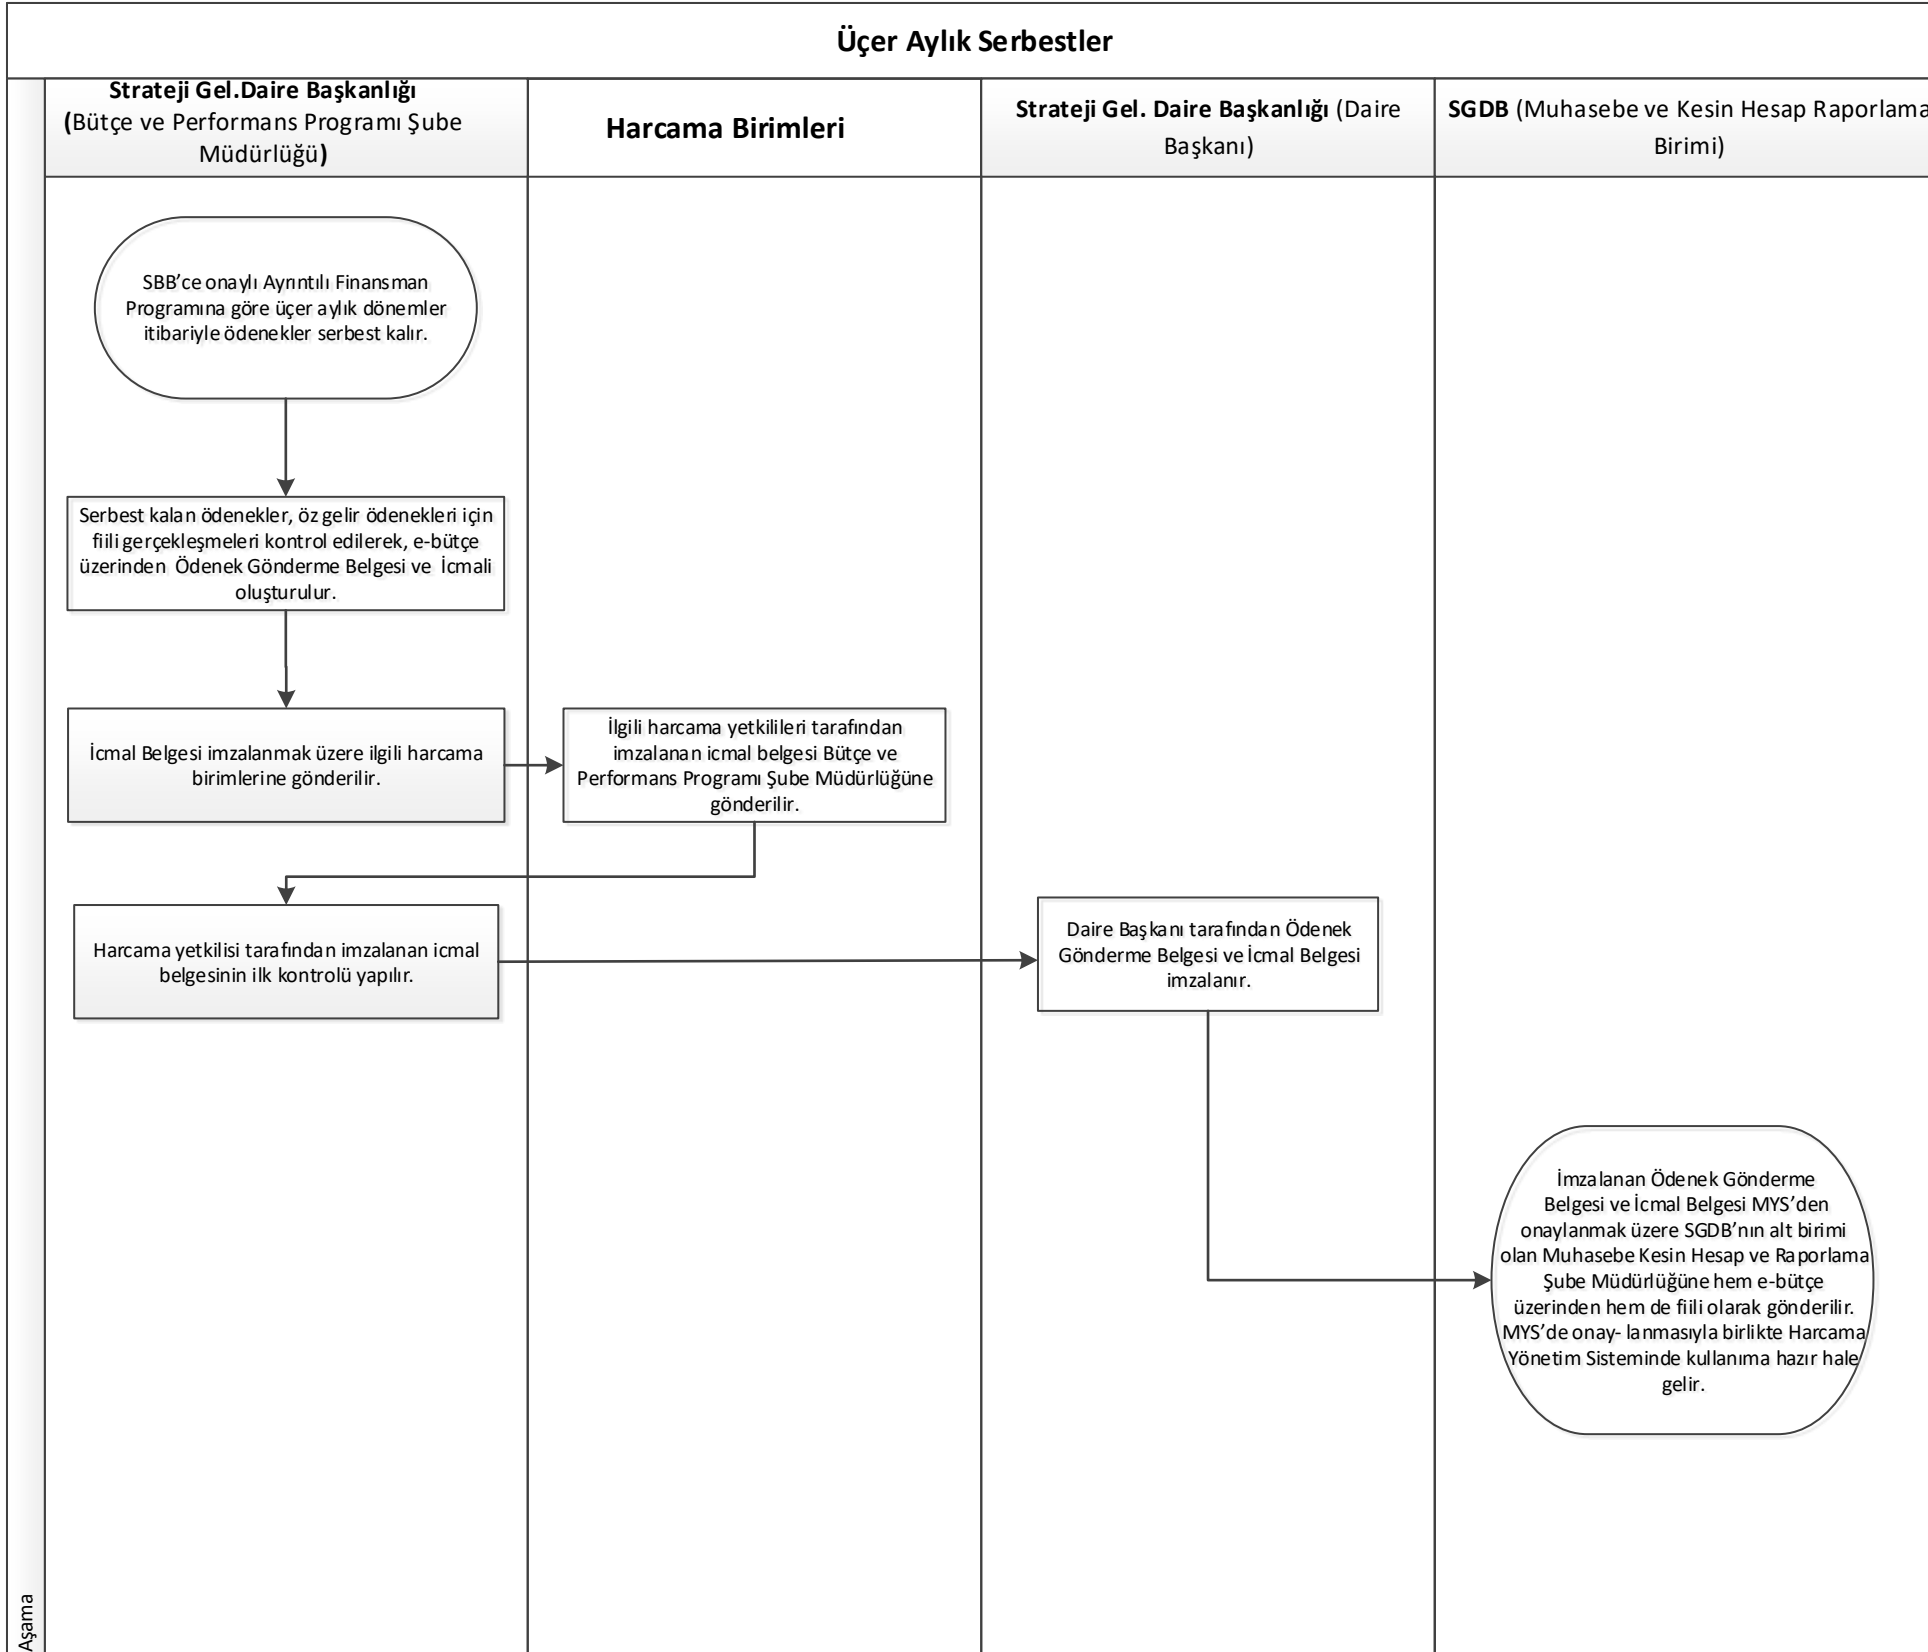 Üçer Aylık Serbestler
Strateji Gel.Daire Başkanlığı
(Bütçe ve Performans Programı Şube
Müdürlüğü)
Harcama Birimleri
Strateji Gel. Daire Başkanlığı (Daire
Başkanı)
SGDB (Muhasebe ve Kesin Hesap Raporlama
Birimi)
SBB’ce onaylı Ayrıntılı Finansman
Programına göre üçer aylık dönemler
itibariyle ödenekler serbest kalır.
Serbest kalan ödenekler, öz gelir ödenekleri için
fiili gerçekleşmeleri kontrol edilerek, e-bütçe
üzerinden Ödenek Gönderme Belgesi ve İcmali
oluşturulur.
İcmal Belgesi imzalanmak üzere ilgili harcama
birimlerine gönderilir.
İlgili harcama yetkilileri tarafından
imzalanan icmal belgesi Bütçe ve
Performans Programı Şube Müdürlüğüne
gönderilir.
Harcama yetkilisi tarafından imzalanan icmal
belgesinin ilk kontrolü yapılır.
Daire Başkanı tarafından Ödenek
Gönderme Belgesi ve İcmal Belgesi
imzalanır.
İmzalanan Ödenek Gönderme
Belgesi ve İcmal Belgesi MYS’den
onaylanmak üzere SGDB’nın alt birimi
olan Muhasebe Kesin Hesap ve Raporlama
Şube Müdürlüğüne hem e-bütçe
üzerinden hem de fiili olarak gönderilir.
MYS’de onay- lanmasıyla birlikte Harcama
Yönetim Sisteminde kullanıma hazır hale
gelir.
Aşama